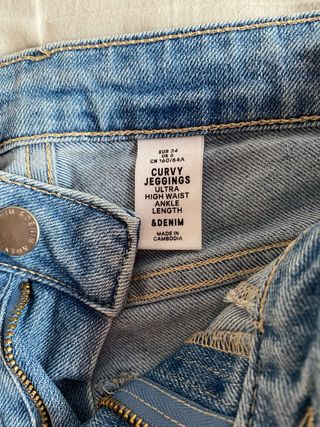 EUR 34
UK 6
CN 160/64A
CURVY
JEGGINGS
ULTRA
HIGH WAIST
ANKLE
LENGTH
&DENIM
MADE IN
CAMBODIA